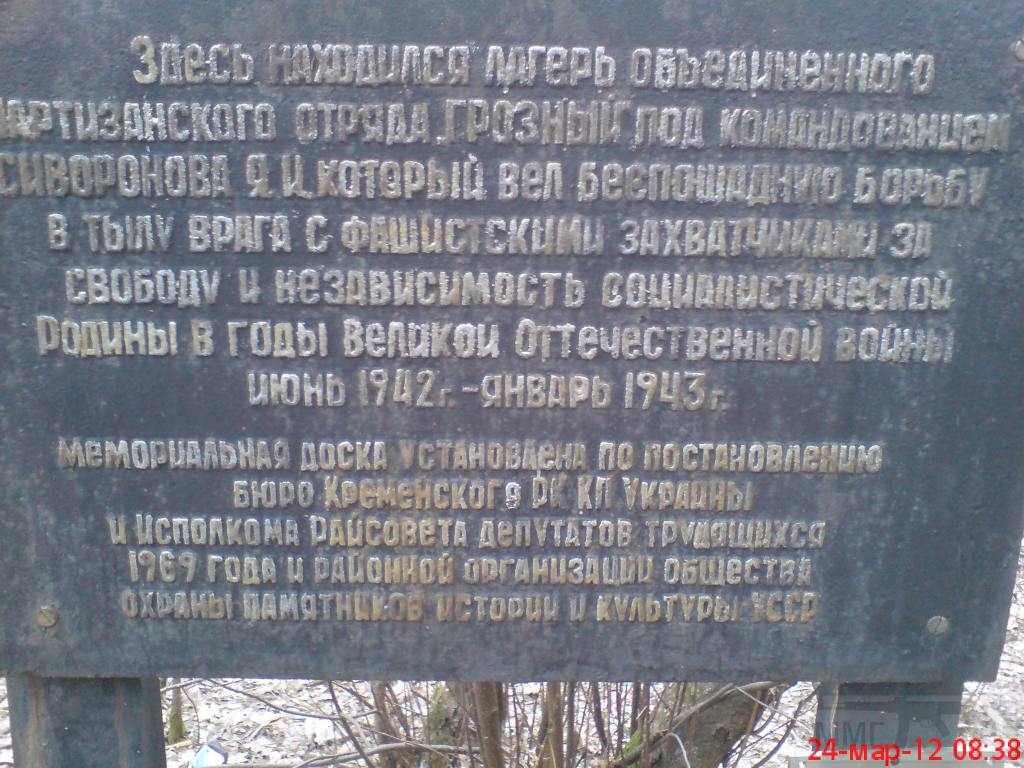 Здесь находился лагерь объединенного
партизанского отряда „Грозный" под командованием
Сиворонова Я.И. который вел беспощадную борьбу
в тылу врага с фашистскими захватчиками за
свободу и независимость социалистической
Родины в годы Великой Оттечественной войны
июнь 1942г.-январь 1943г.
Мемориальная доска установлена по постановлению
бюро Кременского РК КП Украины
и Исполкома Райсовета депутатов трудящихся
1969 года и районной организации общества
охраны памятников истории и культуры УССР
24-мар-12 08:38